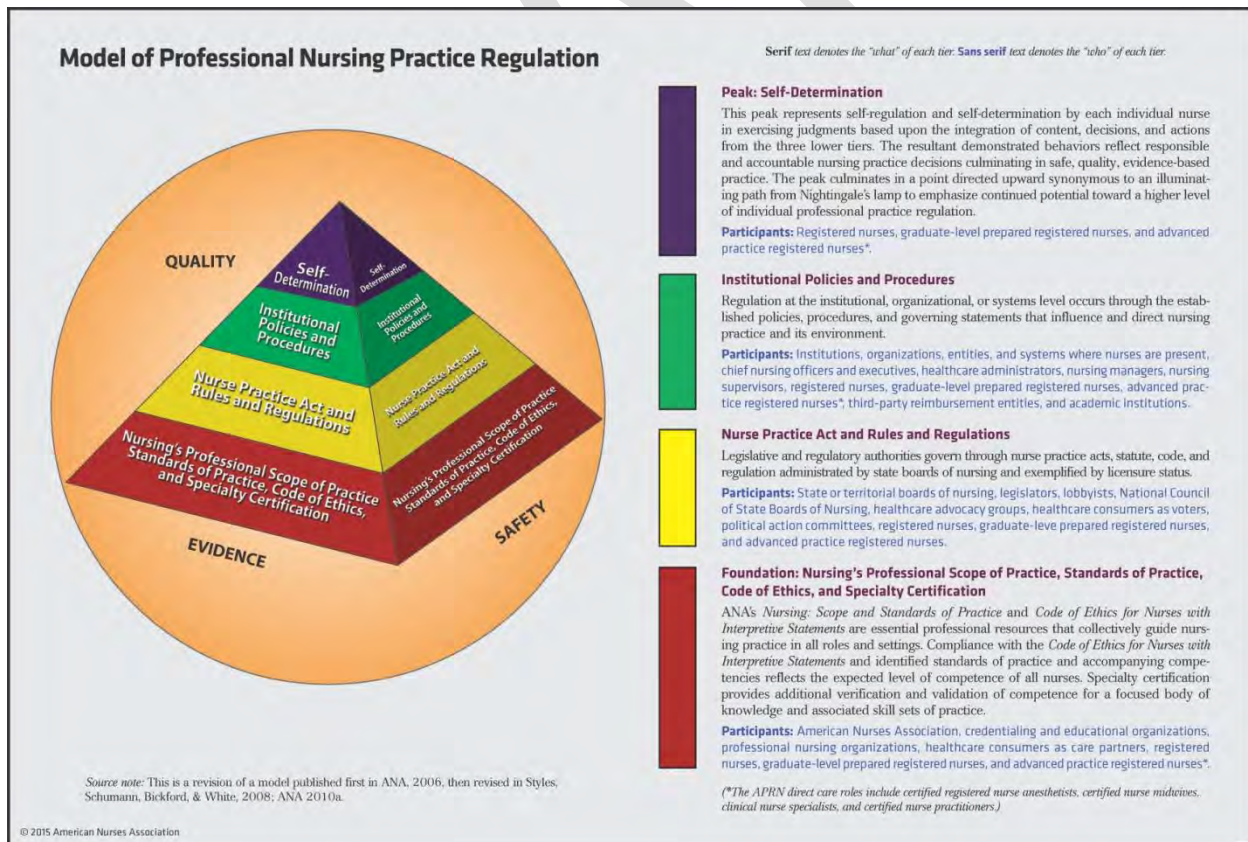 Model of Professional Nursing Practice Regulation
QUALITY
Self-
Determination
Self-
Determination
Institutional
Policies and
Procedures
Institutional
Policies and
Procedures
Nurse Practice Act and
Rules and Regulations
Nurse Practice Act and
Rules and Regulations
Nursing's Professional Scope of Practice
Standards of Practice, Code of Ethics,
and Specialty Certification
Nursing's Professional Scope of Practice
Standards of Practice, Code of Ethics,
and Specialty Certification
EVIDENCE
SAFETY
Source note: This is a revision of a model published first in ANA, 2006, then revised in Styles,
Schumann, Bickford, & White, 2008; ANA 2010a.
© 2015 American Nurses Association
Serif text denotes the "what" of each tier. Sans serif text denotes the "who" of each tier.
Peak: Self-Determination
This peak represents self-regulation and self-determination by each individual nurse
in exercising judgments based upon the integration of content, decisions, and actions
from the three lower tiers. The resultant demonstrated behaviors reflect responsible
and accountable nursing practice decisions culminating in safe, quality, evidence-based
practice. The peak culminates in a point directed upward synonymous to an illuminat-
ing path from Nightingale's lamp to emphasize continued potential toward a higher level
of individual professional practice regulation.
Participants: Registered nurses, graduate-level prepared registered nurses, and advanced
practice registered nurses*.
Institutional Policies and Procedures
Regulation at the institutional, organizational, or systems level occurs through the estab-
lished policies, procedures, and governing statements that influence and direct nursing
practice and its environment.
Participants: Institutions, organizations, entities, and systems where nurses are present,
chief nursing officers and executives, healthcare administrators, nursing managers, nursing
supervisors, registered nurses, graduate-level prepared registered nurses, advanced prac-
tice registered nurses*, third-party reimbursement entities, and academic institutions.
Nurse Practice Act and Rules and Regulations
Legislative and regulatory authorities govern through nurse practice acts, statute, code, and
regulation administered by state boards of nursing and exemplified by licensure status.
Participants: State or territorial boards of nursing, legislators, lobbyists, National Council
of State Boards of Nursing, healthcare advocacy groups, healthcare consumers as voters,
political action committees, registered nurses, graduate-leve prepared registered nurses,
and advanced practice registered nurses.
Foundation: Nursing's Professional Scope of Practice, Standards of Practice,
Code of Ethics, and Specialty Certification
ANA's Nursing: Scope and Standards of Practice and Code of Ethics for Nurses with
Interpretive Statements are essential professional resources that collectively guide nurs-
ing practice in all roles and settings. Compliance with the Code of Ethics for Nurses with
Interpretive Statements and identified standards of practice and accompanying compe-
tencies reflects the expected level of competence of all nurses. Specialty certification
provides additional verification and validation of competence for a focused body of
knowledge and associated skill sets of practice.
Participants: American Nurses Association, credentialing and educational organizations,
professional nursing organizations, healthcare consumers as care partners, registered
nurses, graduate-level prepared registered nurses, and advanced practice registered nurses*.
(*The APRN direct care roles include certified registered nurse anesthetists, certified nurse midwives,
clinical nurse specialists, and certified nurse practitioners.)